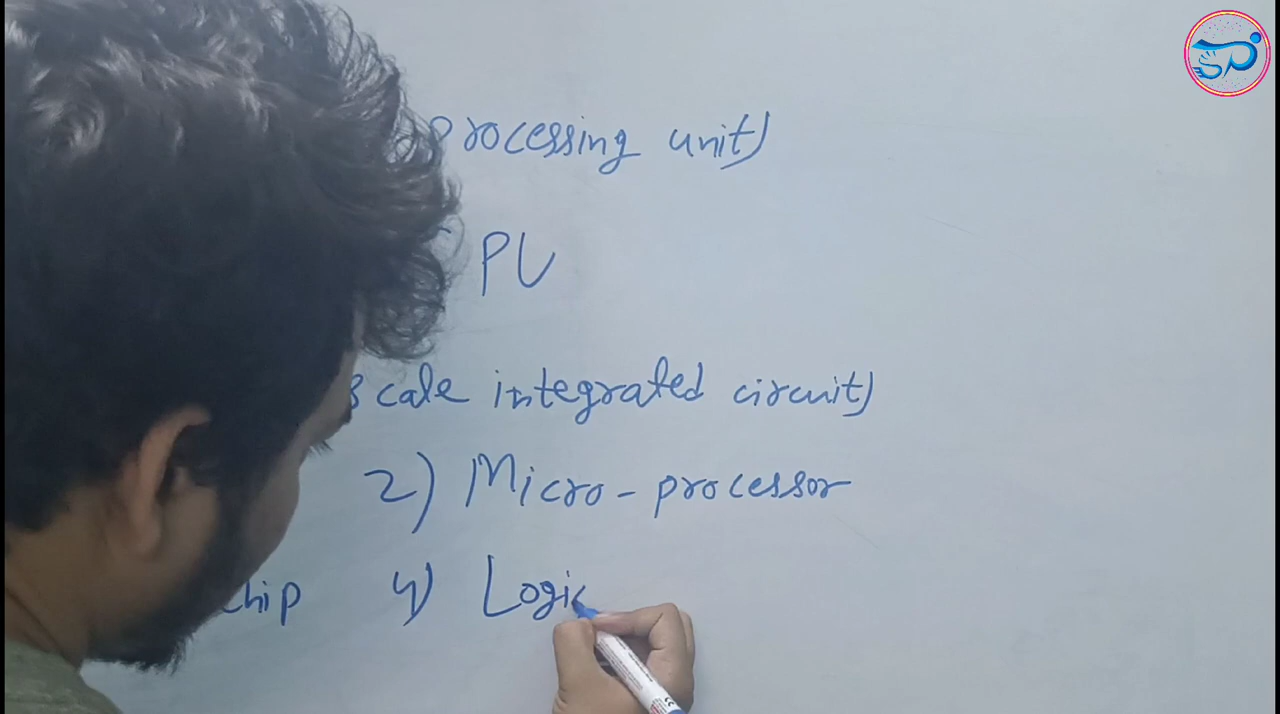 processing unit)
PU
scale integrated circuit)
2) Micro-processor
chip 4) Logic